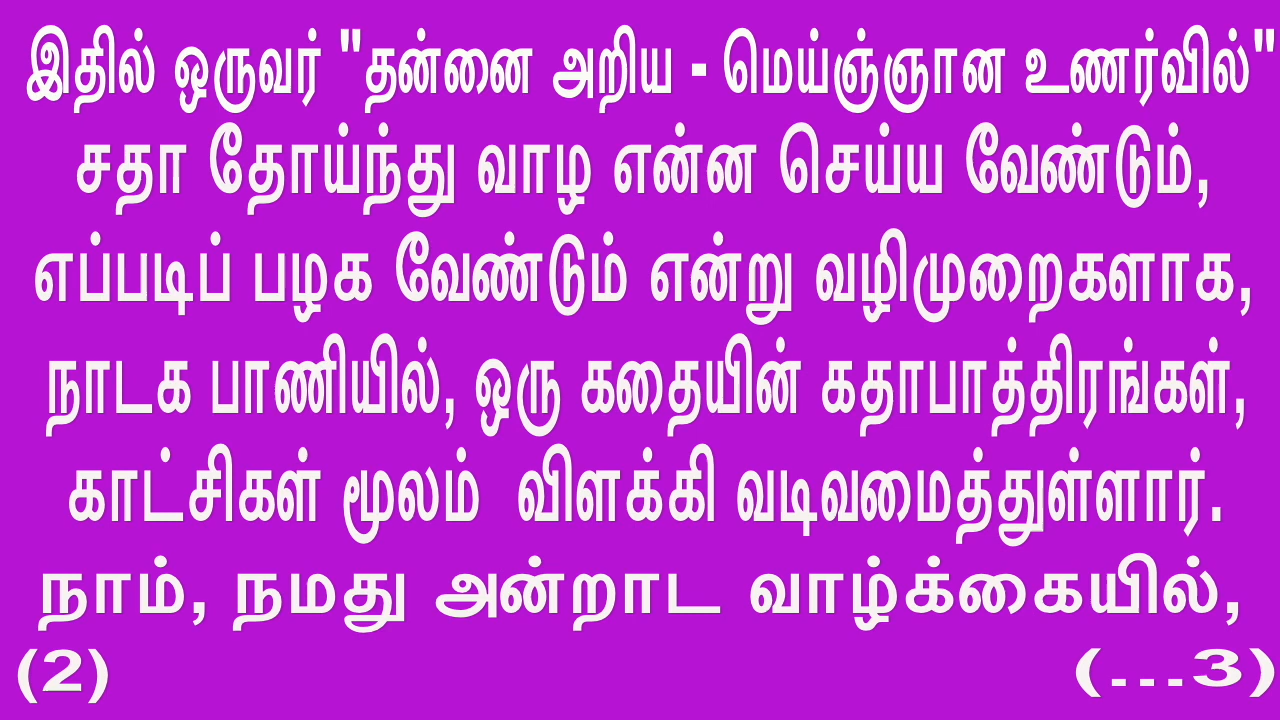 இதில் ஒருவர் "தன்னை அறிய - மெய்ஞ்ஞான உணர்வில்"
சதா தோய்ந்து வாழ என்ன செய்ய வேண்டும்,
எப்படிப் பழக வேண்டும் என்று வழிமுறைகளாக,
நாடக பாணியில், ஒரு கதையின் கதாபாத்திரங்கள்,
காட்சிகள் மூலம் விளக்கி வடிவமைத்துள்ளார்.
நாம், நமது அன்றாட வாழ்க்கையில்,
(2) (...3)